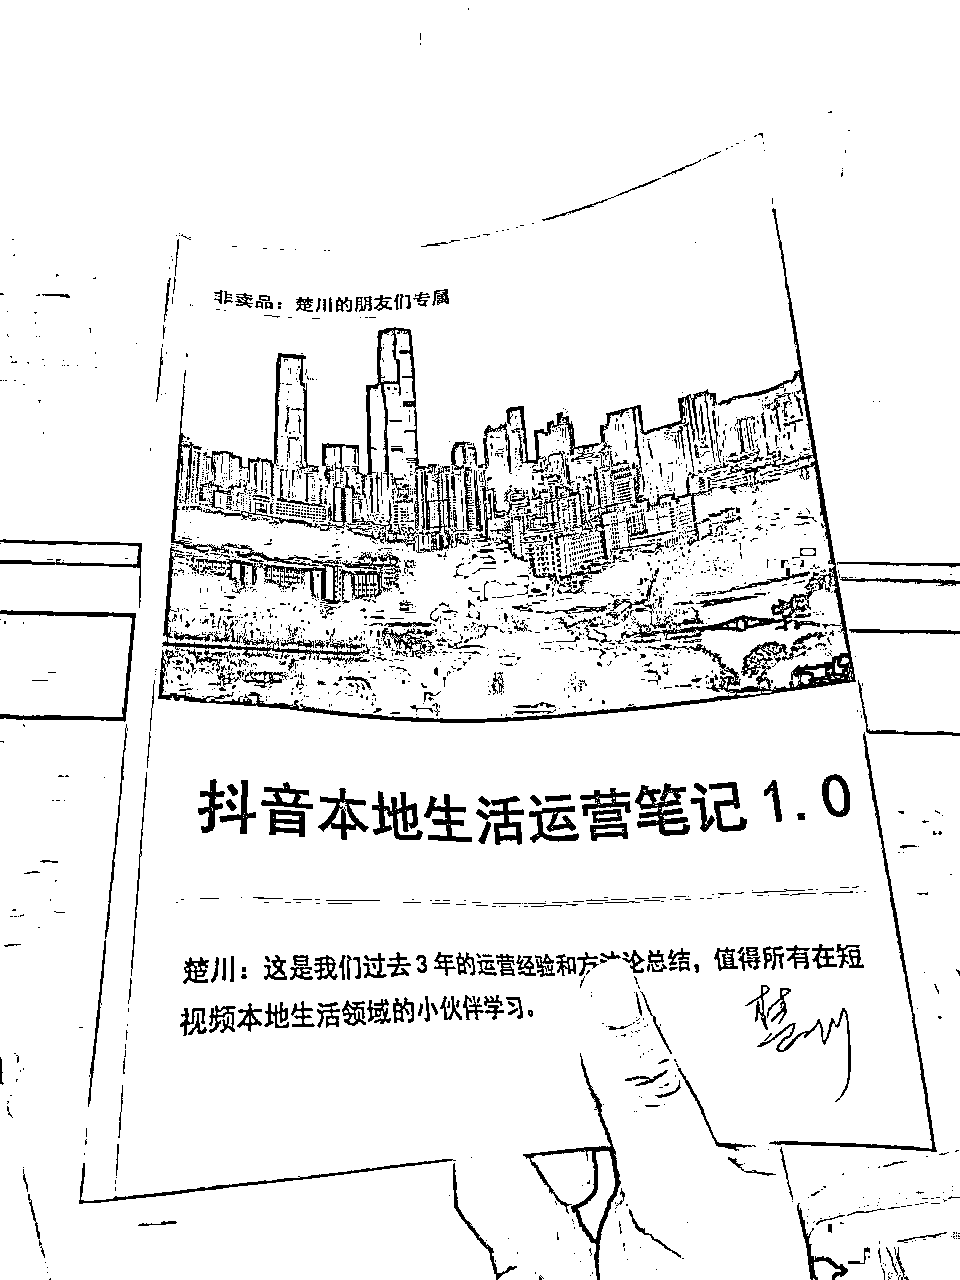 非卖品：楚川的朋友们专属
抖音本地生活运营笔记1.0
楚川：这是我们过去3年的运营经验和方法论总结，值得所有在短
视频本地生活领域的小伙伴学习。
楚川